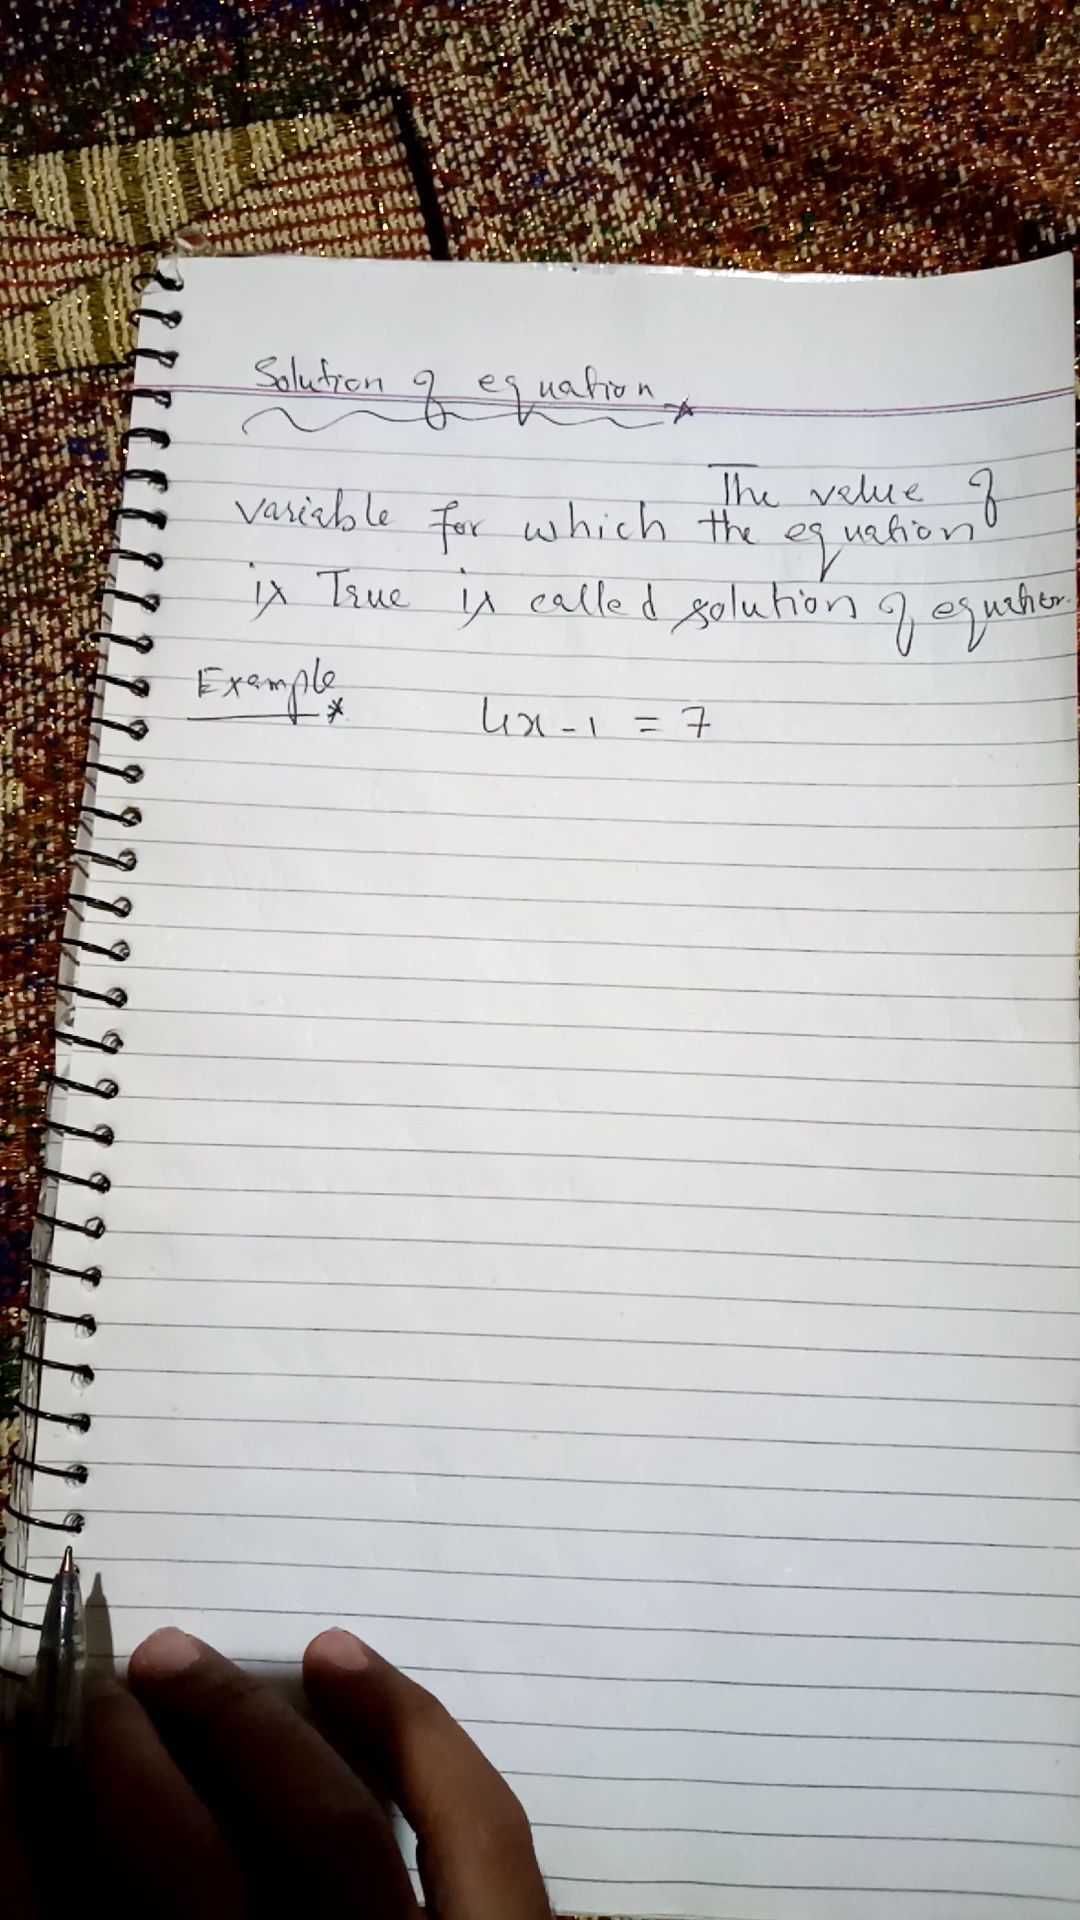 Solution of equation
The value of
variable for which the equation
is True is called solution of equation.
Example
4x - 1 = 7